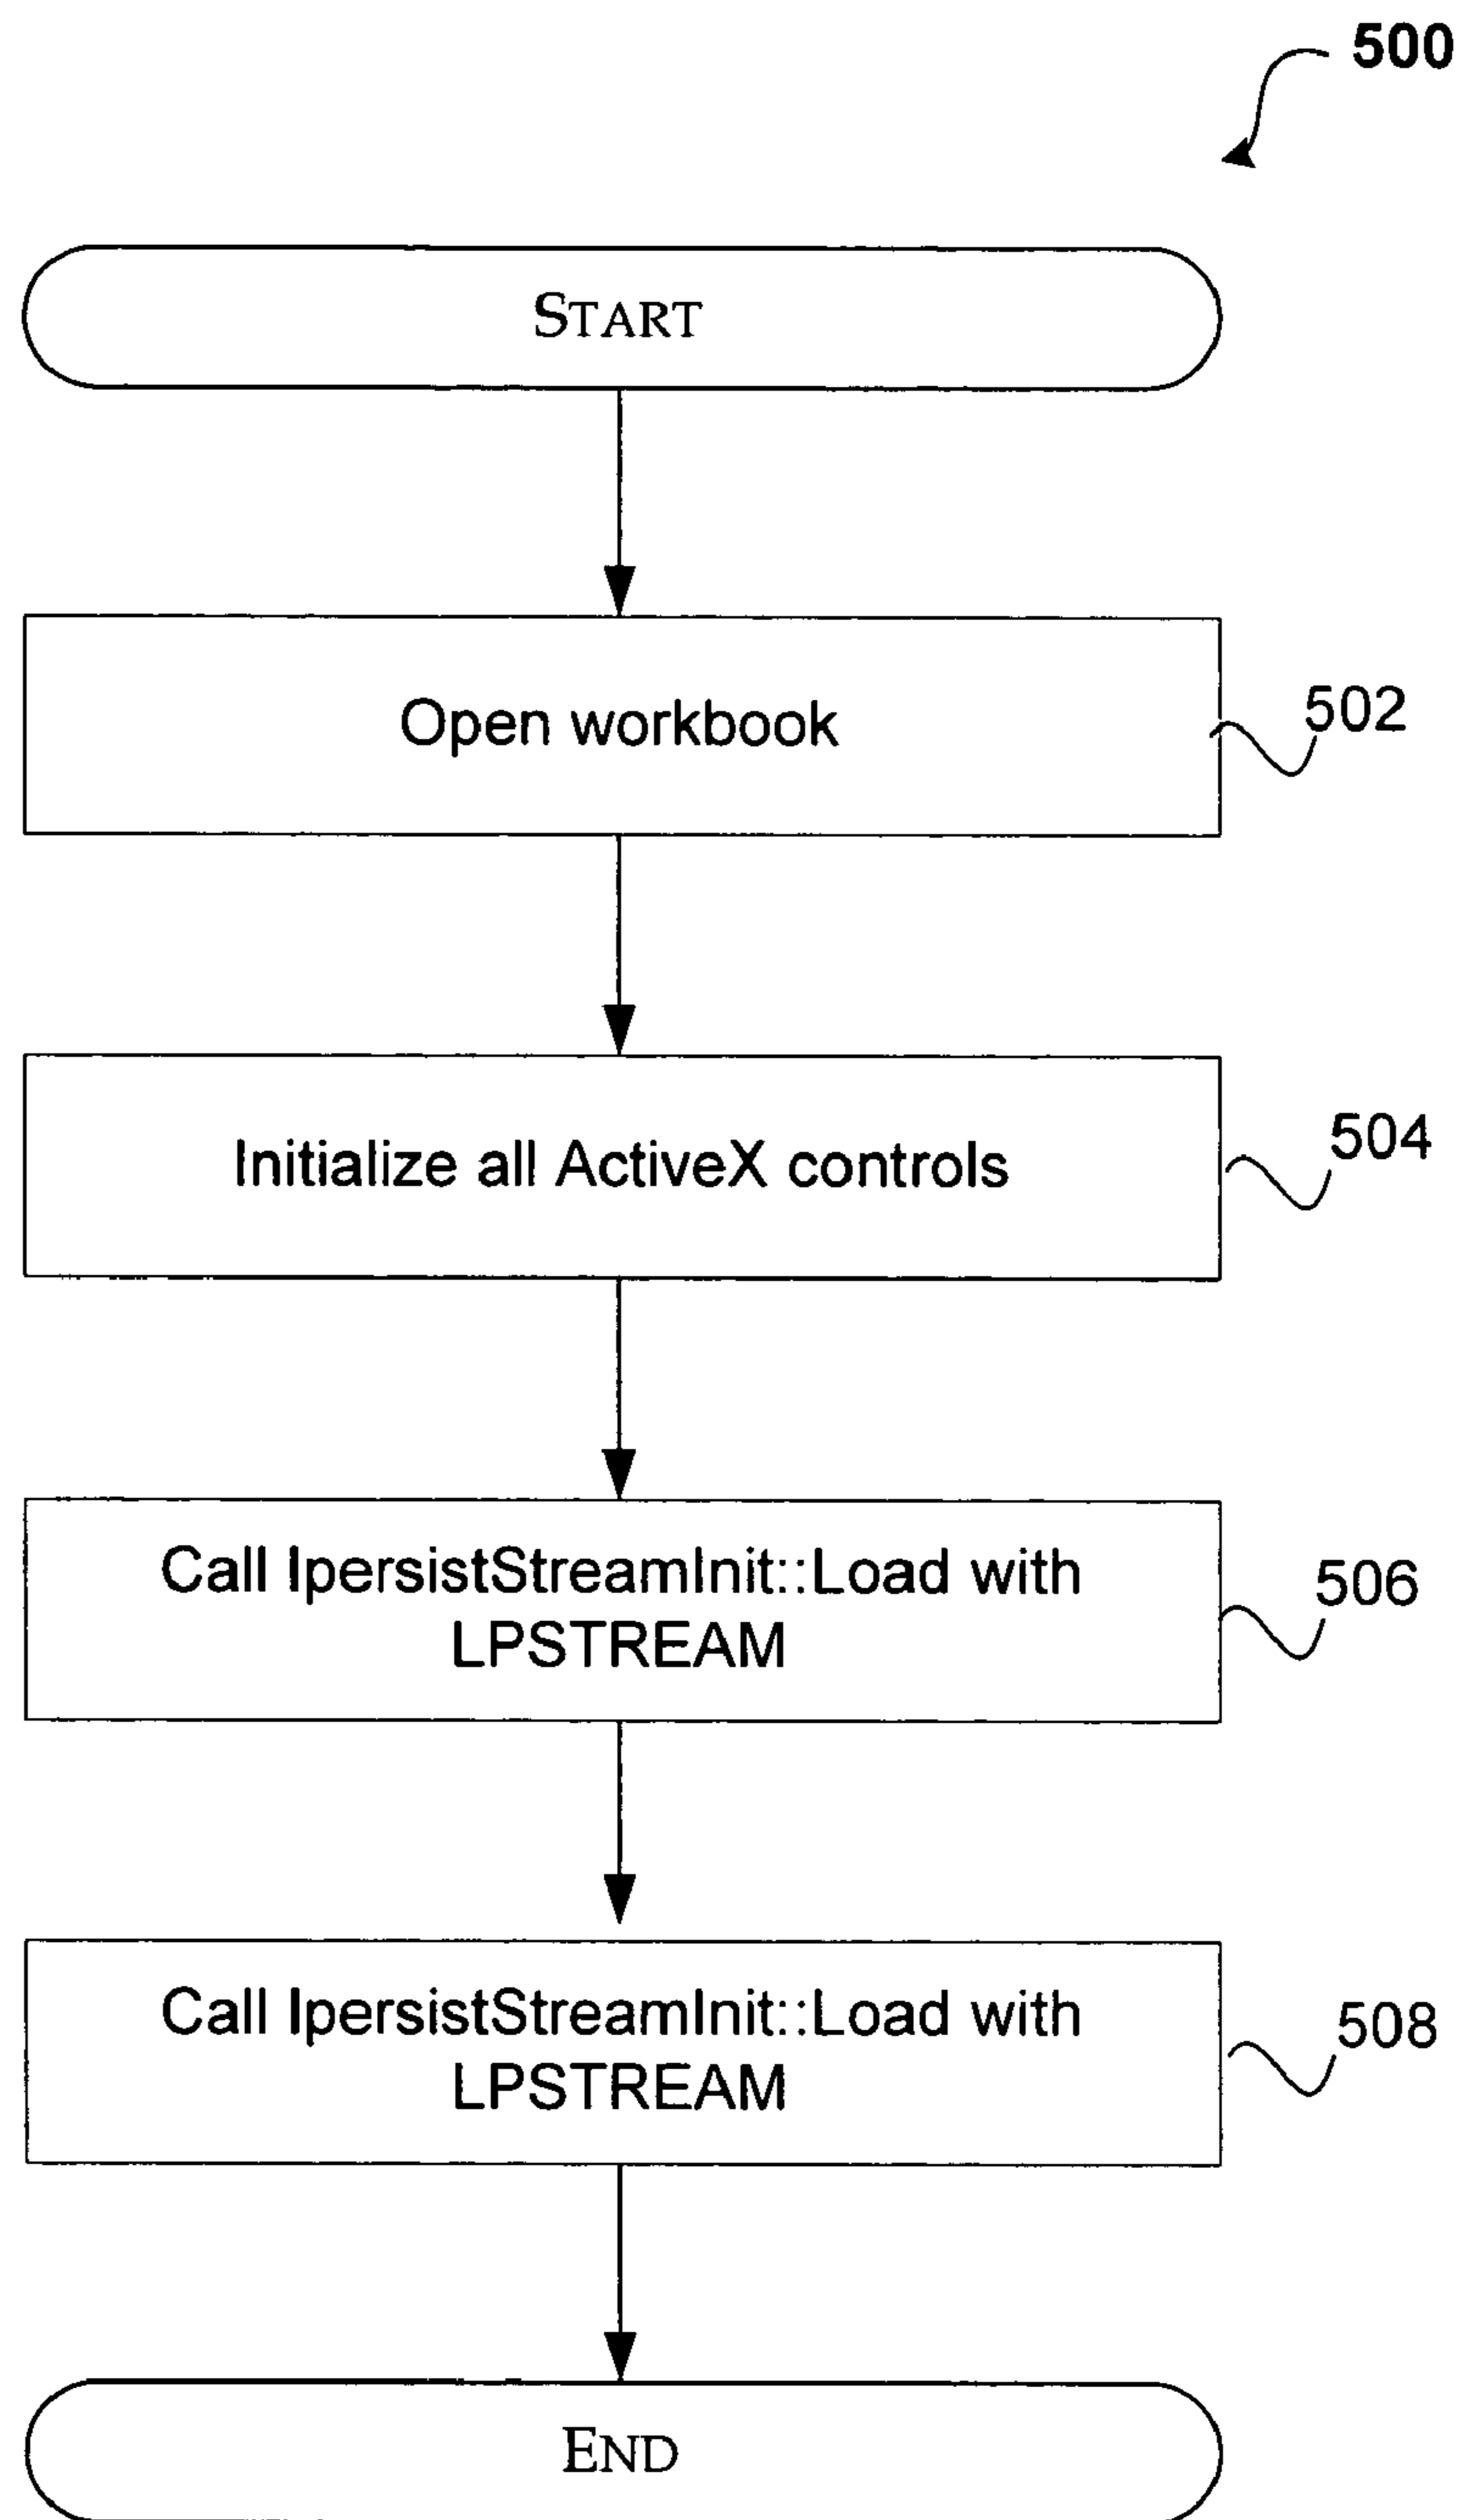 500
START
Open workbook
502
Initialize all ActiveX controls
504
Call IpersistStreamInit::Load with
LPSTREAM
506
Call IpersistStreamInit::Load with
LPSTREAM
508
END